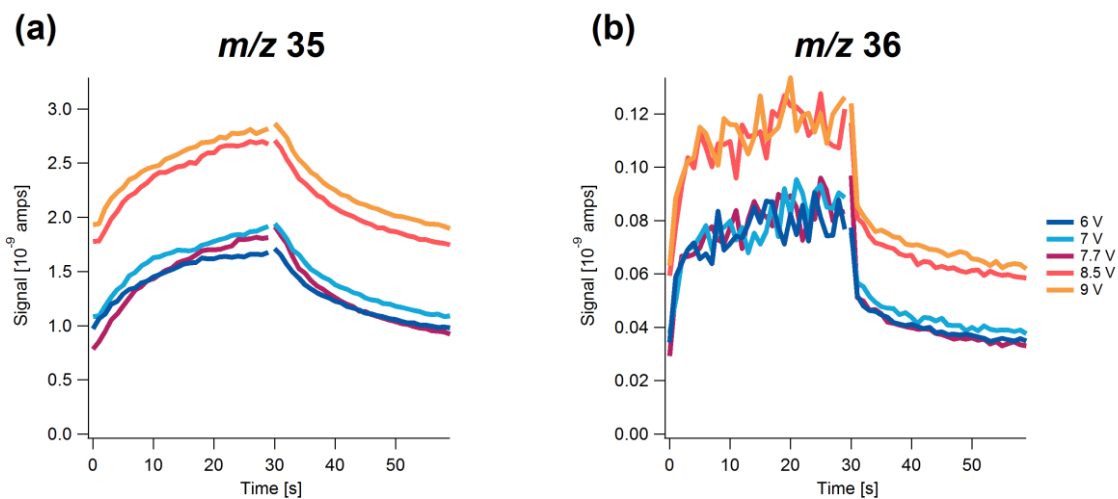 (a)
m/z 35
Signal [10⁻⁹ amps]
3.0
2.5
2.0
1.5
1.0
0.5
0.0
0 10 20 30 40 50
Time [s]
(b)
m/z 36
Signal [10⁻⁹ amps]
0.12
0.10
0.08
0.06
0.04
0.02
0.00
0 10 20 30 40 50
Time [s]
6 V
7 V
7.7 V
8.5 V
9 V